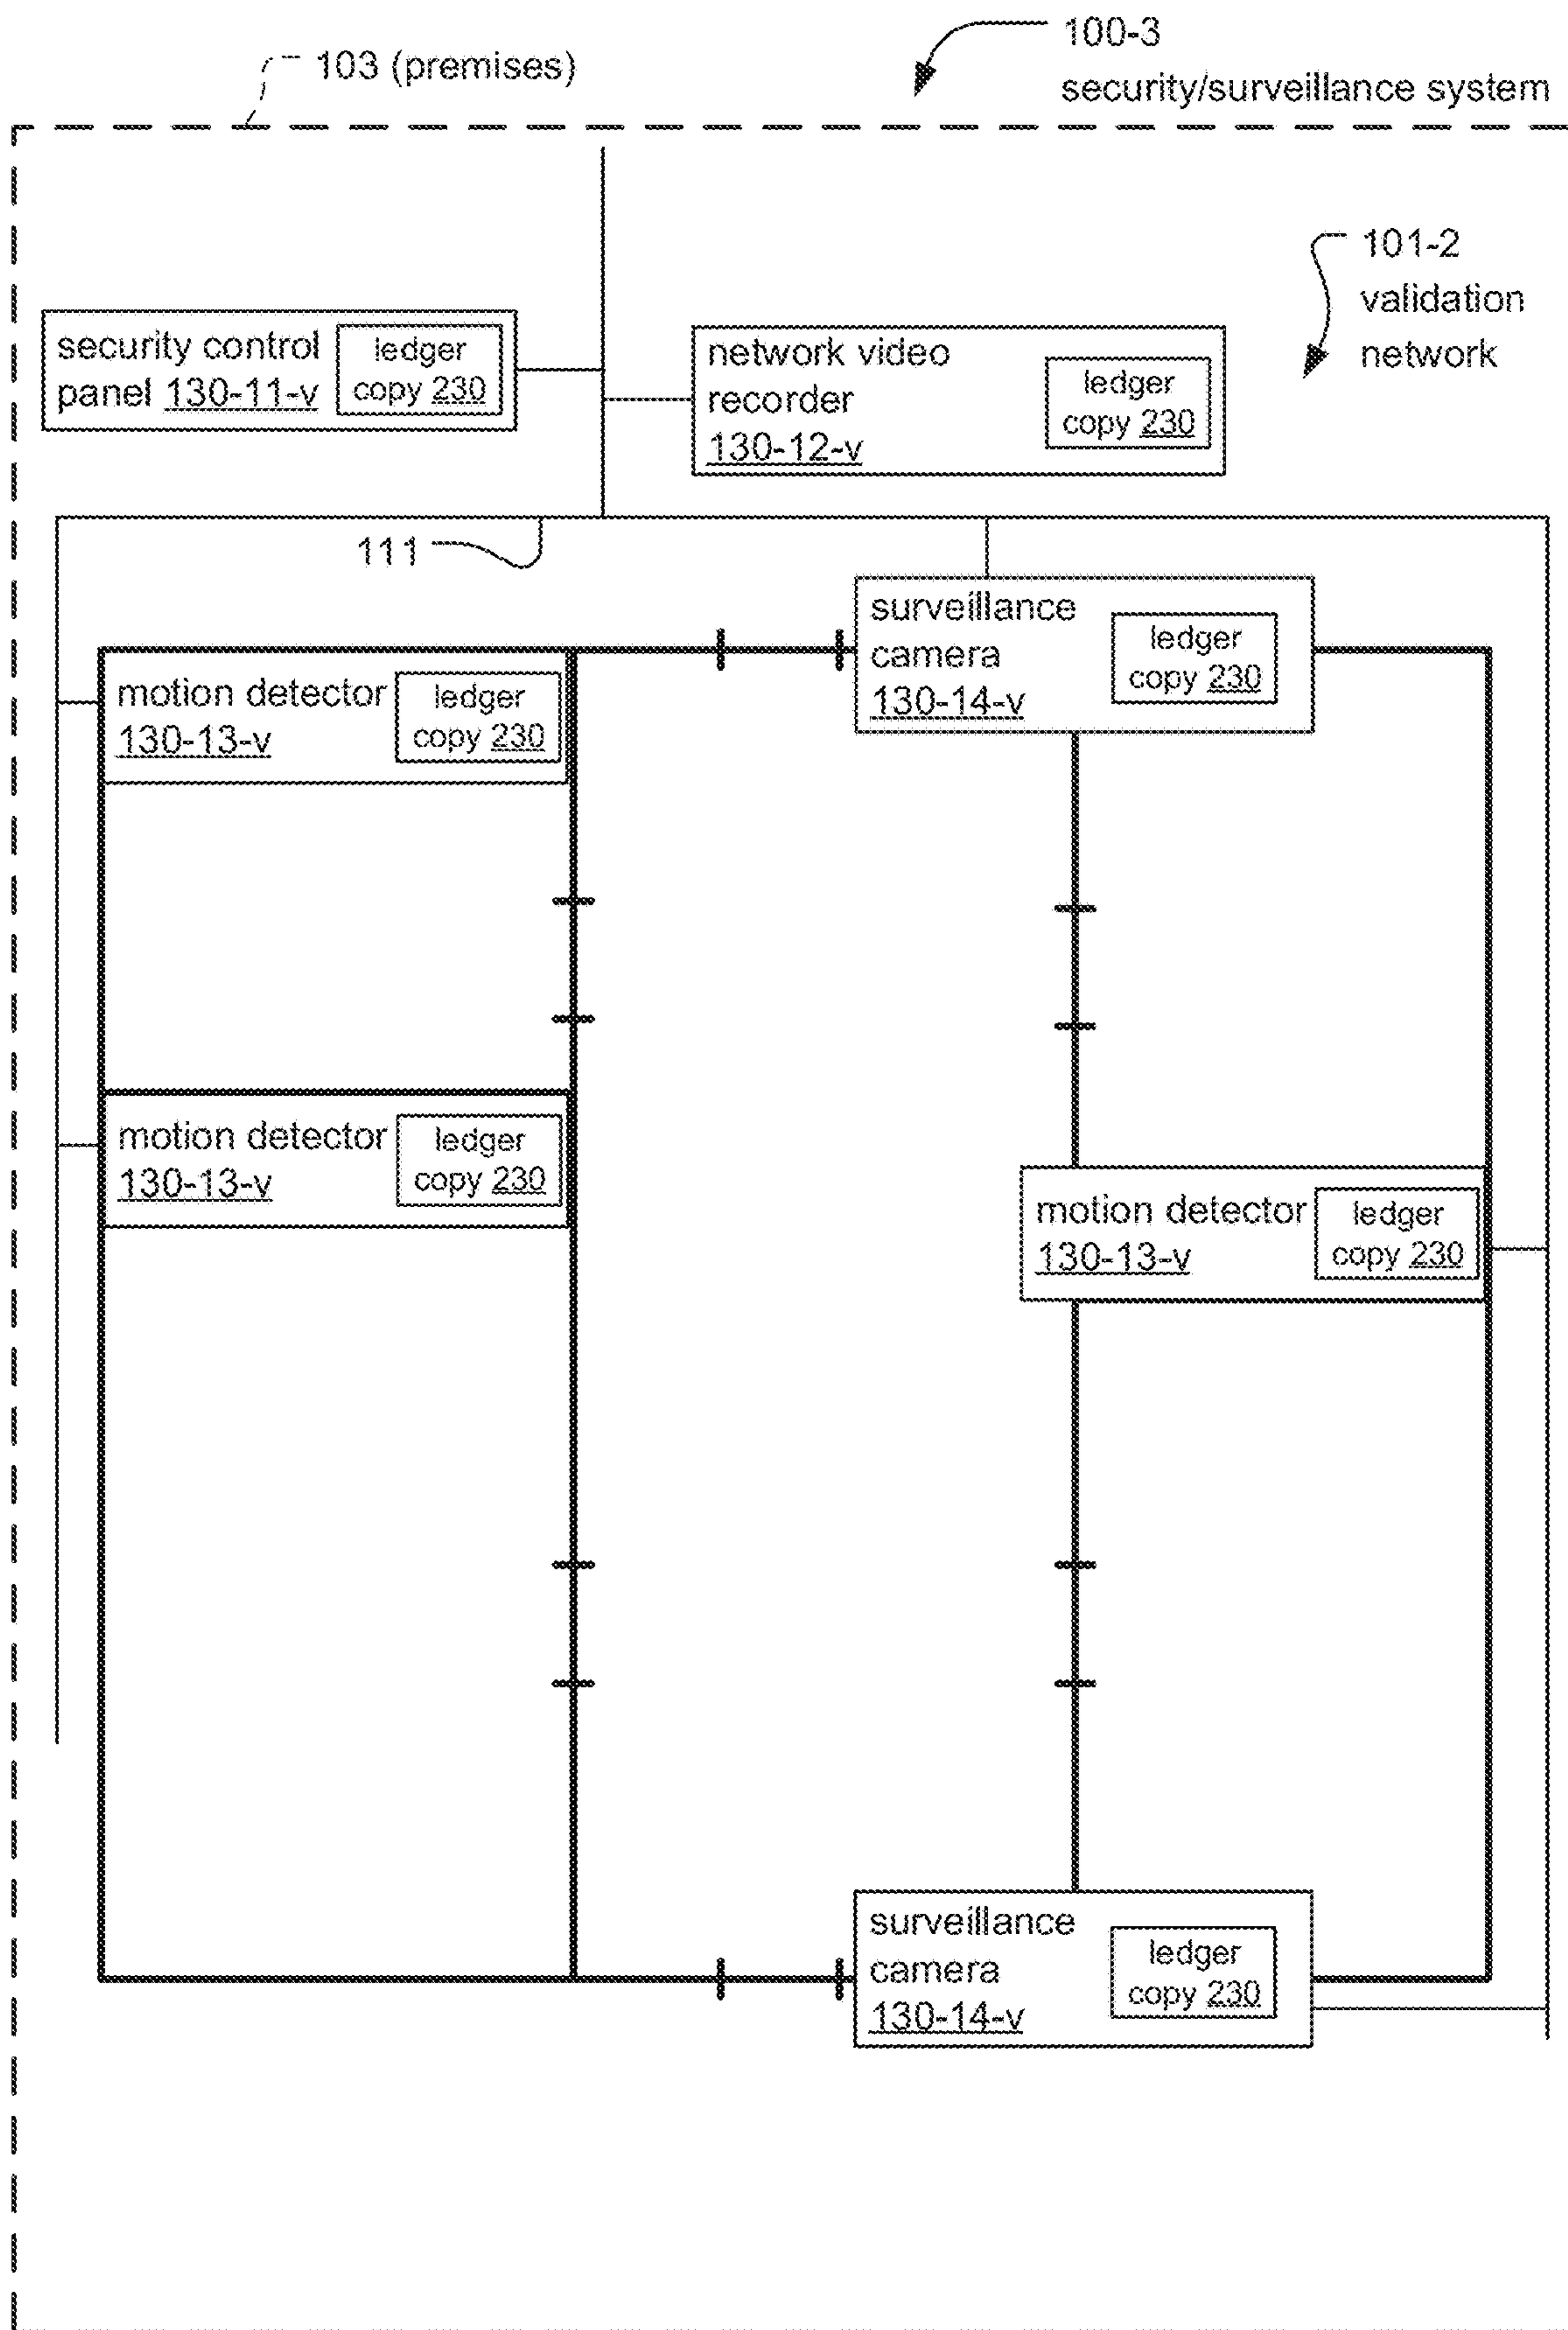 100-3
security/surveillance system
103 (premises)
101-2
validation
network
security control
panel 130-11-v
ledger
copy 230
network video
recorder
130-12-v
ledger
copy 230
111
surveillance
camera
130-14-v
ledger
copy 230
motion detector
130-13-v
ledger
copy 230
motion detector
130-13-v
ledger
copy 230
motion detector
130-13-v
ledger
copy 230
surveillance
camera
130-14-v
ledger
copy 230